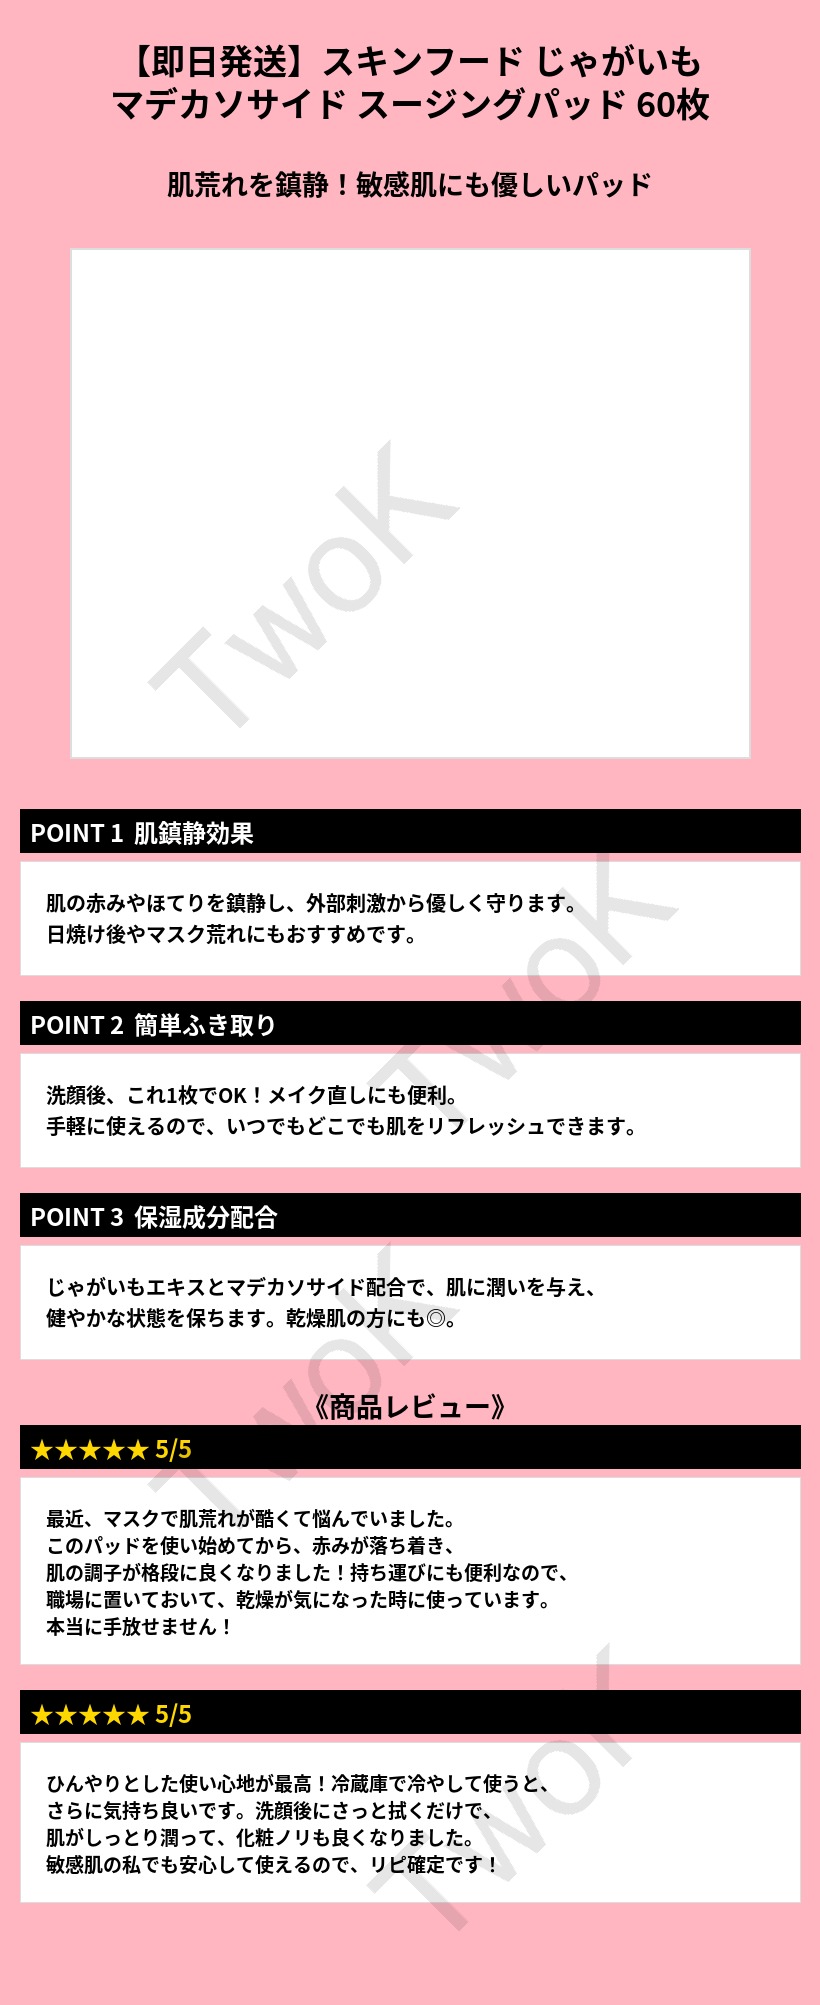 【即日発送】スキンフード じゃがいも
マデカソサイド スージングパッド 60枚
肌荒れを鎮静！敏感肌にも優しいパッド
TwoK
POINT 1 肌鎮静効果
肌の赤みやほてりを鎮静し、外部刺激から優しく守ります。
日焼け後やマスク荒れにもおすすめです。
TwoK
POINT 2 簡単ふき取り
洗顔後、これ1枚でOK！メイク直しにも便利。
手軽に使えるので、いつでもどこでも肌をリフレッシュできます。
POINT 3 保湿成分配合
じゃがいもエキスとマデカソサイド配合で、肌に潤いを与え、
健やかな状態を保ちます。乾燥肌の方にも◎。
TwoK
《商品レビュー》
★★★★★ 5/5
最近、マスクで肌荒れが酷くて悩んでいました。
このパッドを使い始めてから、赤みが落ち着き、
肌の調子が格段に良くなりました！持ち運びにも便利なので、
職場に置いておいて、乾燥が気になった時に使っています。
本当に手放せません！
★★★★★ 5/5
ひんやりとした使い心地が最高！冷蔵庫で冷やして使うと、
さらに気持ち良いです。洗顔後にさっと拭くだけで、
肌がしっとり潤って、化粧ノリも良くなりました。
敏感肌の私でも安心して使えるので、リピ確定です！
TwoK